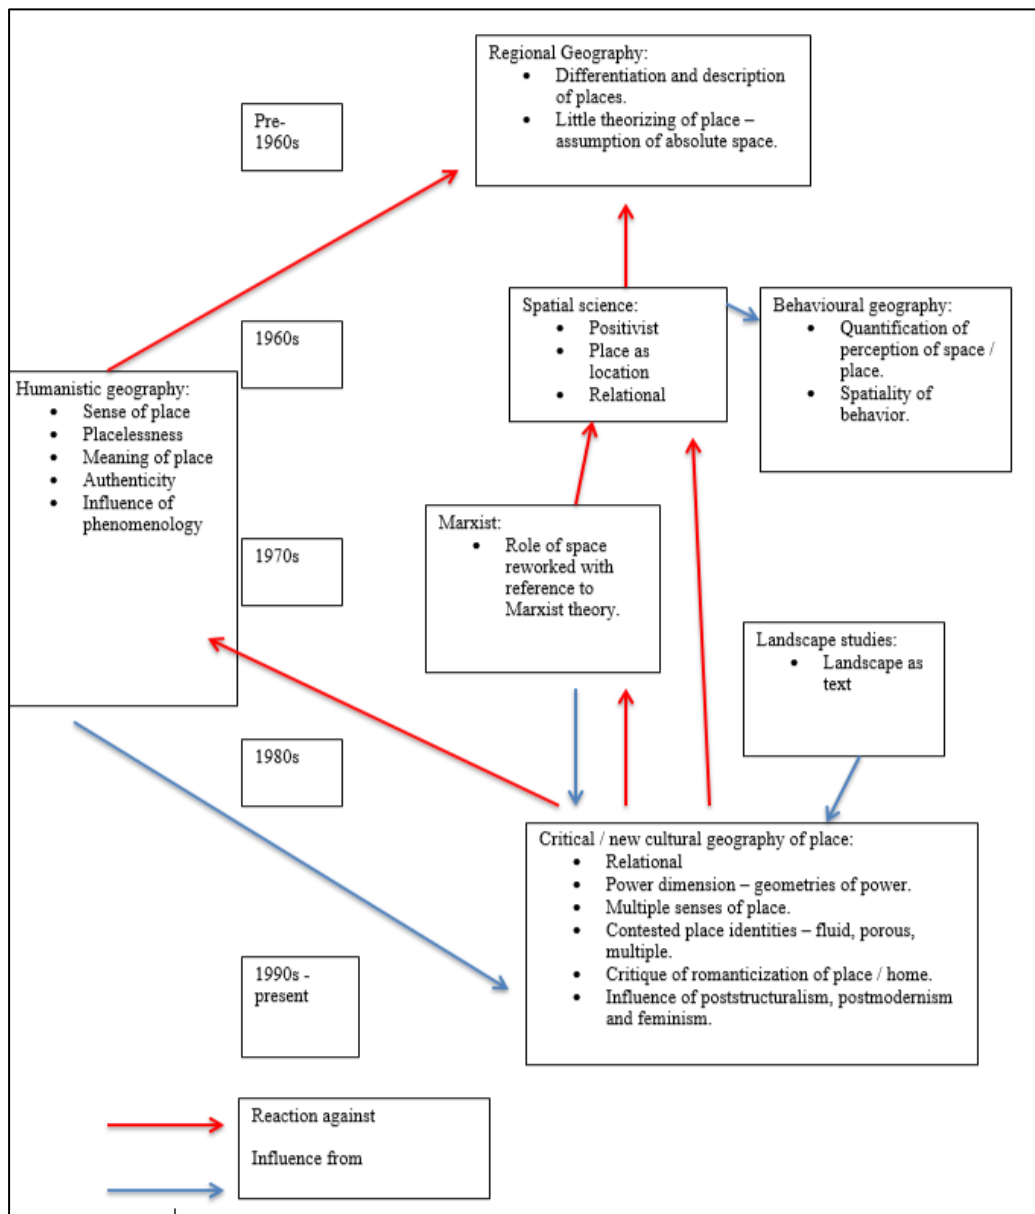 Regional Geography:
• Differentiation and description
of places.
• Little theorizing of place –
assumption of absolute space.
Pre-
1960s
Spatial science:
• Positivist
• Place as
location
• Relational
Behavioural geography:
• Quantification of
perception of space /
place.
• Spatiality of
behavior.
1960s
Humanistic geography:
• Sense of place
• Placelessness
• Meaning of place
• Authenticity
• Influence of
phenomenology
Marxist:
• Role of space
reworked with
reference to
Marxist theory.
1970s
Landscape studies:
• Landscape as
text
1980s
Critical / new cultural geography of place:
• Relational
• Power dimension – geometries of power.
• Multiple senses of place.
• Contested place identities – fluid, porous,
multiple.
• Critique of romanticization of place / home.
• Influence of poststructuralism, postmodernism
and feminism.
1990s -
present
Reaction against
Influence from